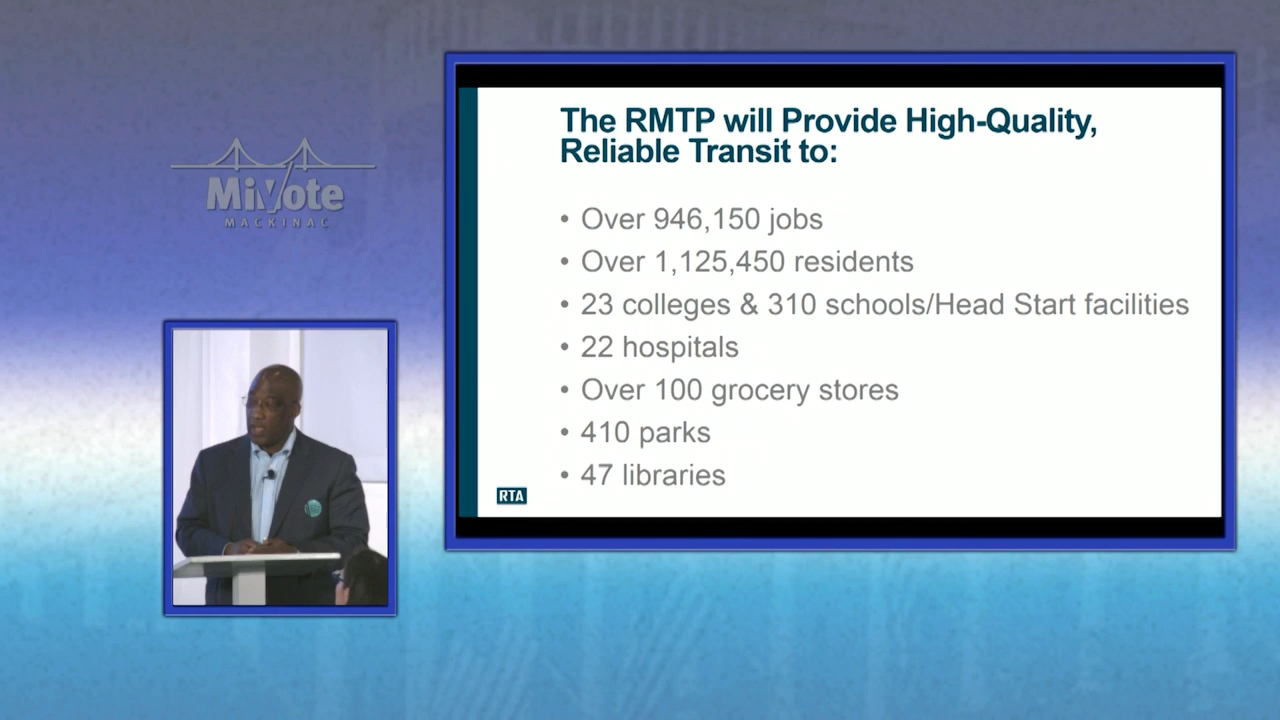 MiVote
MACKINAC
The RMTP will Provide High-Quality,
Reliable Transit to:
• Over 946,150 jobs
• Over 1,125,450 residents
• 23 colleges & 310 schools/Head Start facilities
• 22 hospitals
• Over 100 grocery stores
• 410 parks
• 47 libraries
RTA